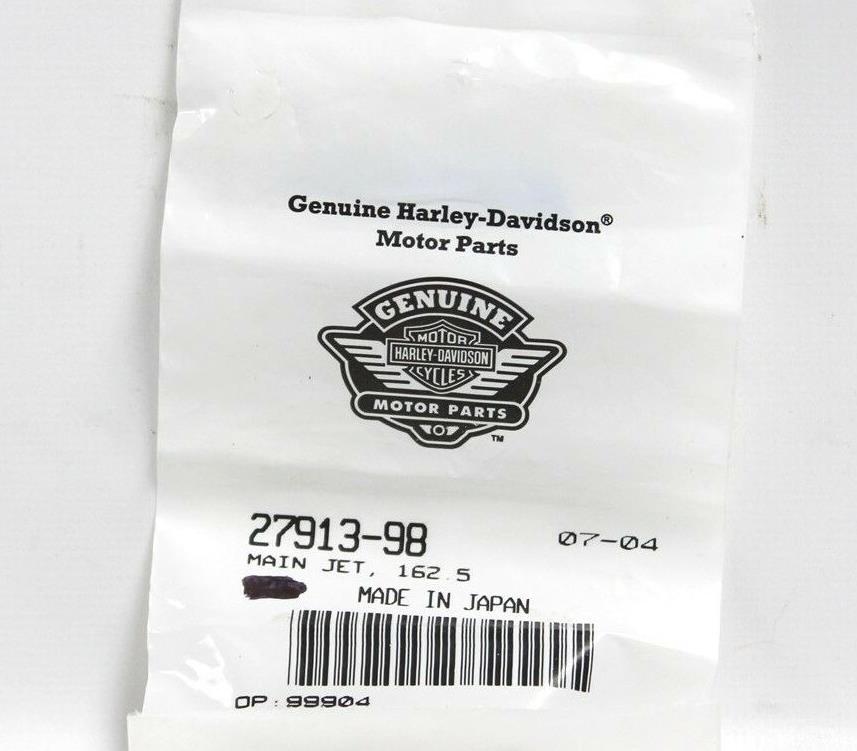 Genuine Harley-Davidson®
Motor Parts
GENUINE
MOTOR
HARLEY-DAVIDSON
CYCLES
MOTOR PARTS
TM
27913-98
07-04
MAIN JET, 162.5
MADE IN JAPAN
OP: 99904